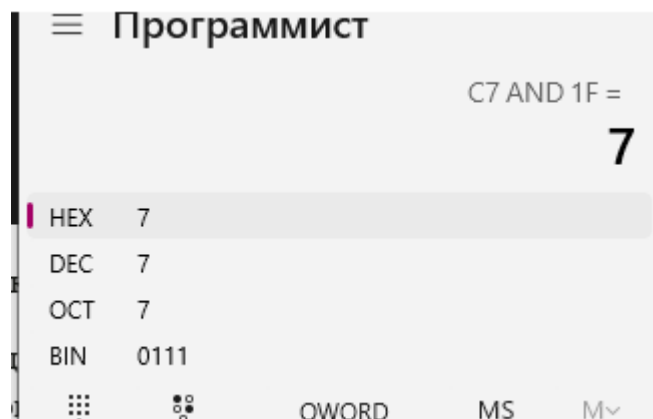 Программист
C7 AND 1F =
7
HEX 7
DEC 7
OCT 7
BIN 0111
QWORD MS M